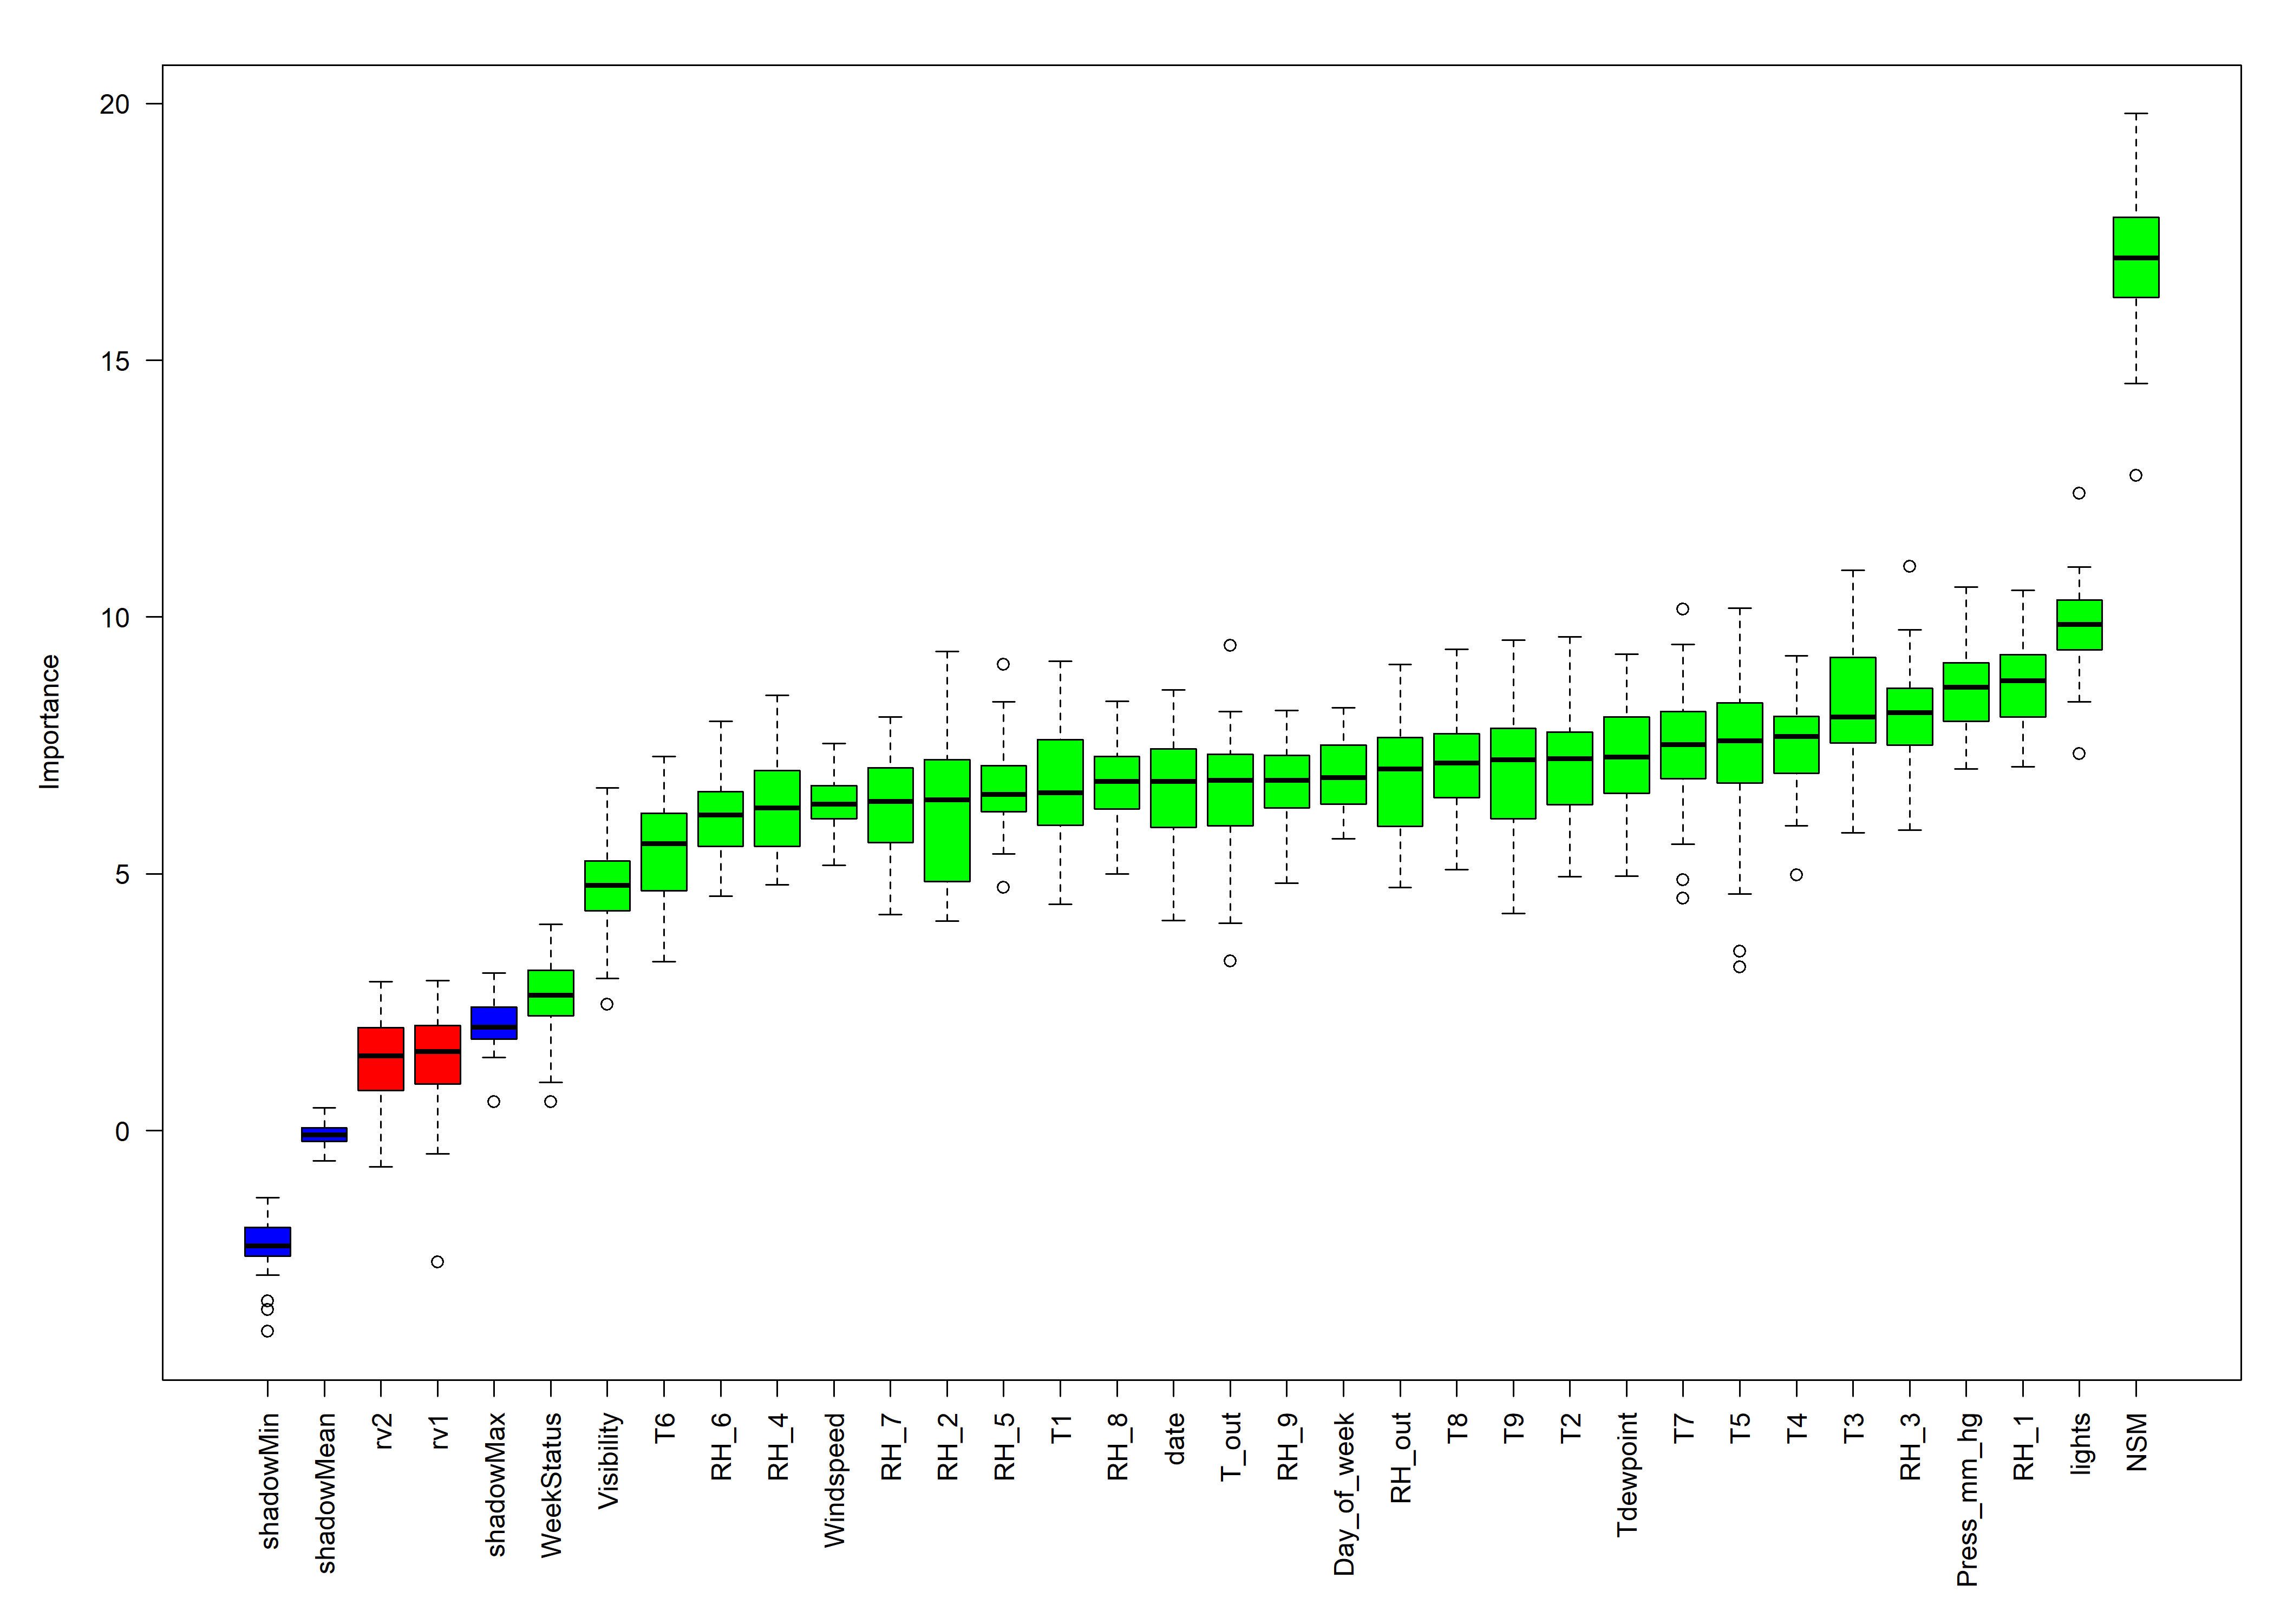 20
15
10
5
0
Importance
shadowMin
shadowMean
rv2
rv1
shadowMax
WeekStatus
Visibility
T6
RH_6
RH_4
Windspeed
RH_7
RH_2
RH_5
T1
RH_8
date
T_out
RH_9
Day_of_week
RH_out
T8
T9
T2
Tdewpoint
T7
T5
T4
T3
RH_3
Press_mm_hg
RH_1
lights
NSM